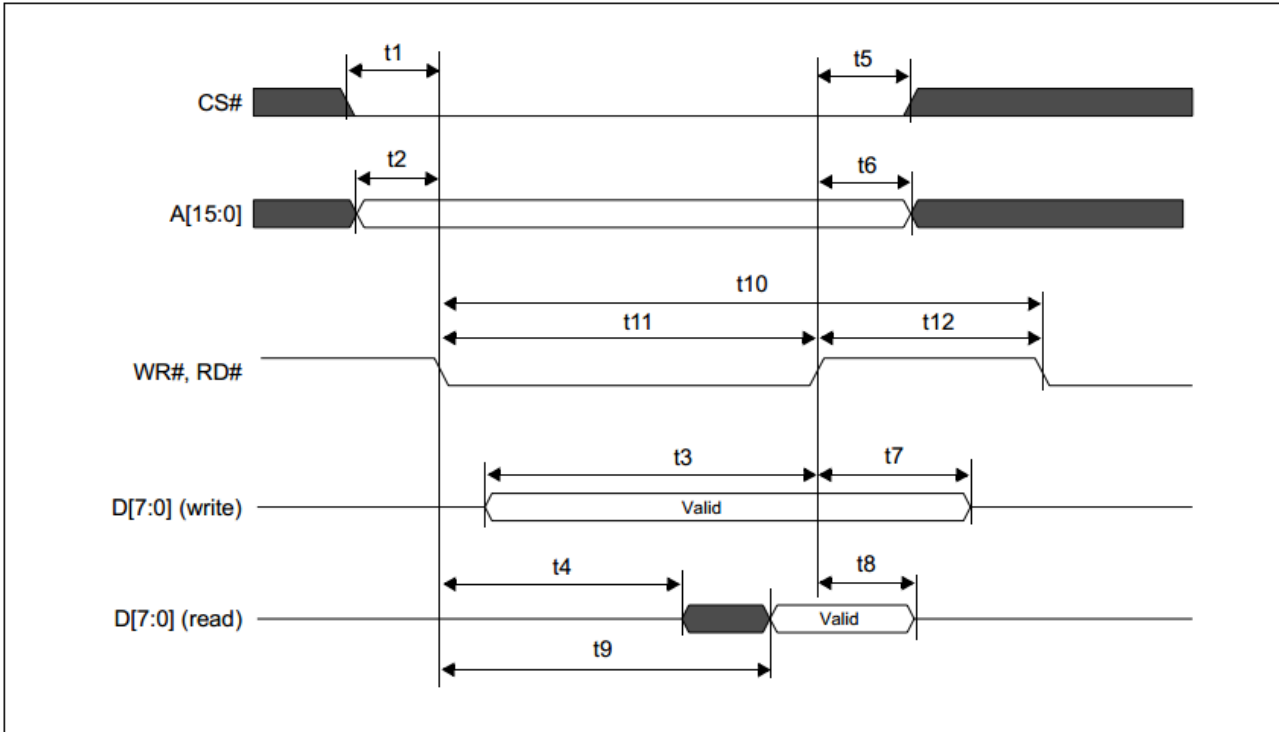 t1
t5
CS#
t2
t6
A[15:0]
t10
t11
t12
WR#, RD#
t3
t7
D[7:0] (write)
Valid
t4
t8
D[7:0] (read)
Valid
t9